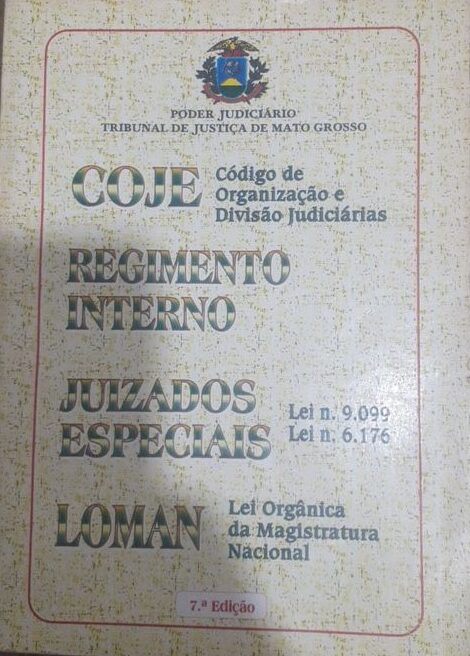 PODER JUDICIÁRIO
TRIBUNAL DE JUSTIÇA DE MATO GROSSO
COJE
Código de
Organização e
Divisão Judiciárias
REGIMENTO
INTERNO
JUIZADOS
ESPECIAIS
Lei n. 9.099
Lei n. 6.176
LOMAN
Lei Orgânica
da Magistratura
Nacional
7.ª Edição